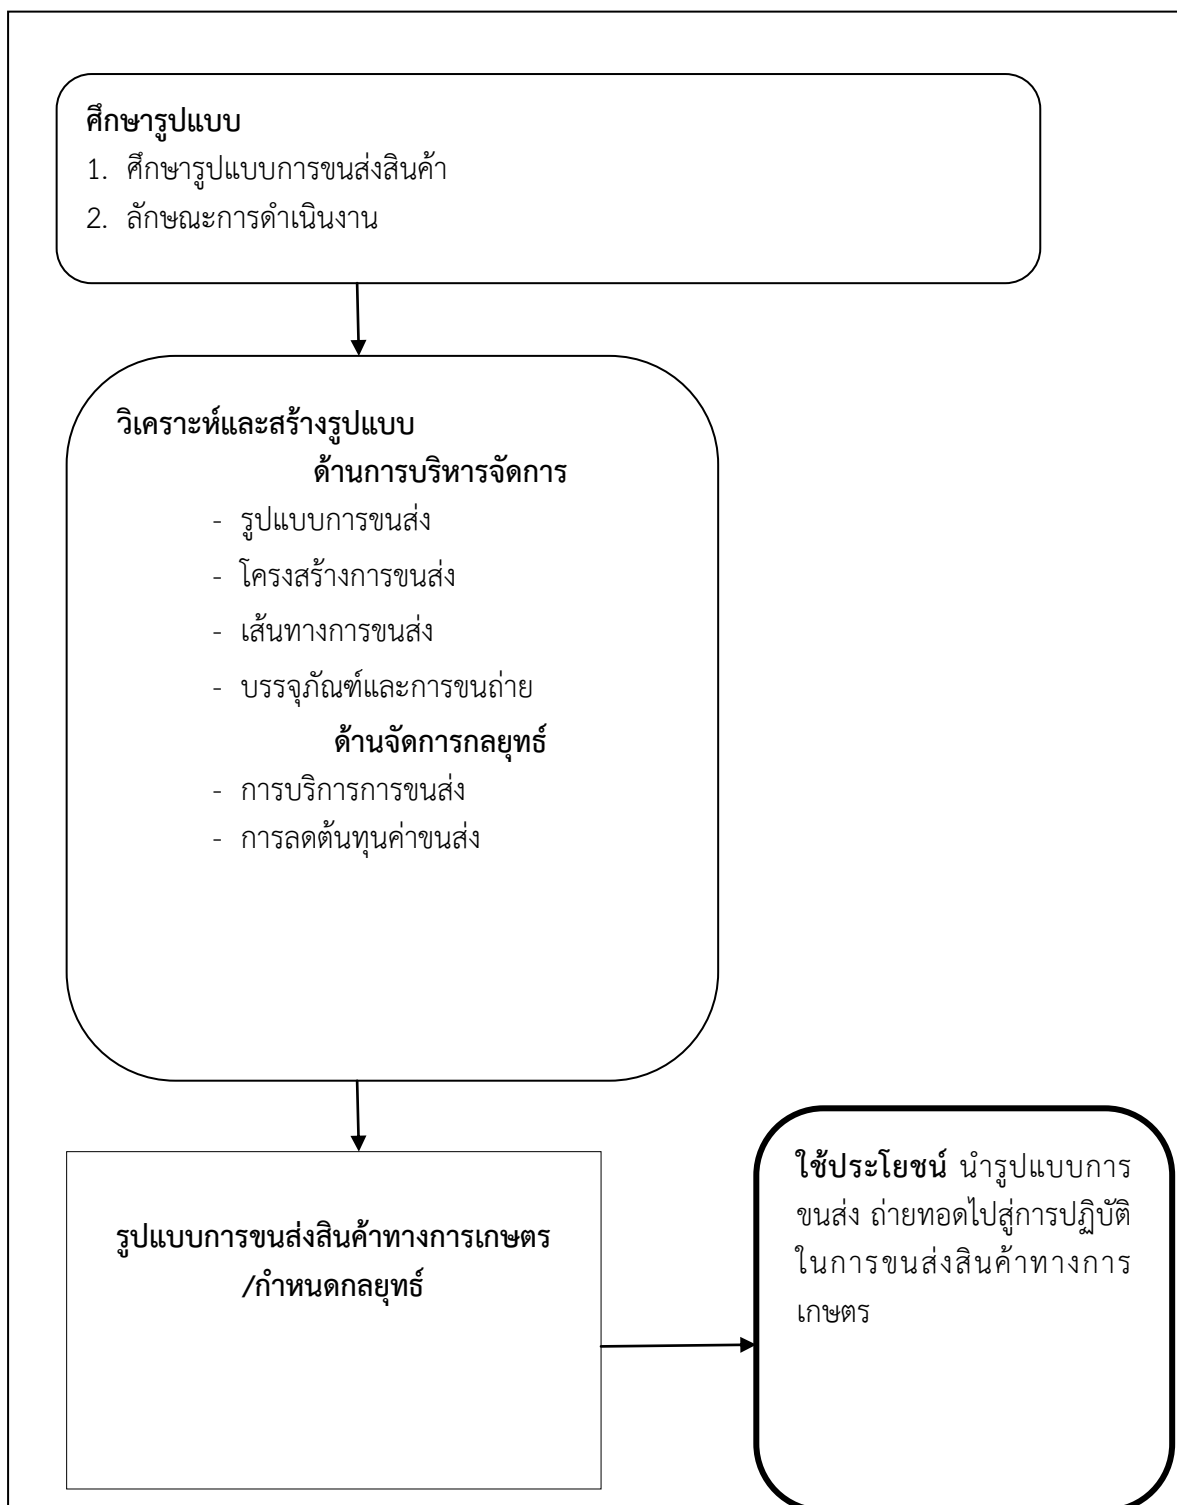 ศึกษารูปแบบ
1. ศึกษารูปแบบการขนส่งสินค้า
2. ลักษณะการดำเนินงาน
วิเคราะห์และสร้างรูปแบบ
ด้านการบริหารจัดการ
- รูปแบบการขนส่ง
- โครงสร้างการขนส่ง
- เส้นทางการขนส่ง
- บรรจุภัณฑ์และการขนถ่าย
ด้านจัดการกลยุทธ์
- การบริการการขนส่ง
- การลดต้นทุนค่าขนส่ง
รูปแบบการขนส่งสินค้าทางการเกษตร
/กำหนดกลยุทธ์
ใช้ประโยชน์ นำรูปแบบการ
ขนส่ง ถ่ายทอดไปสู่การปฏิบัติ
ในการขนส่งสินค้าทางการ
เกษตร